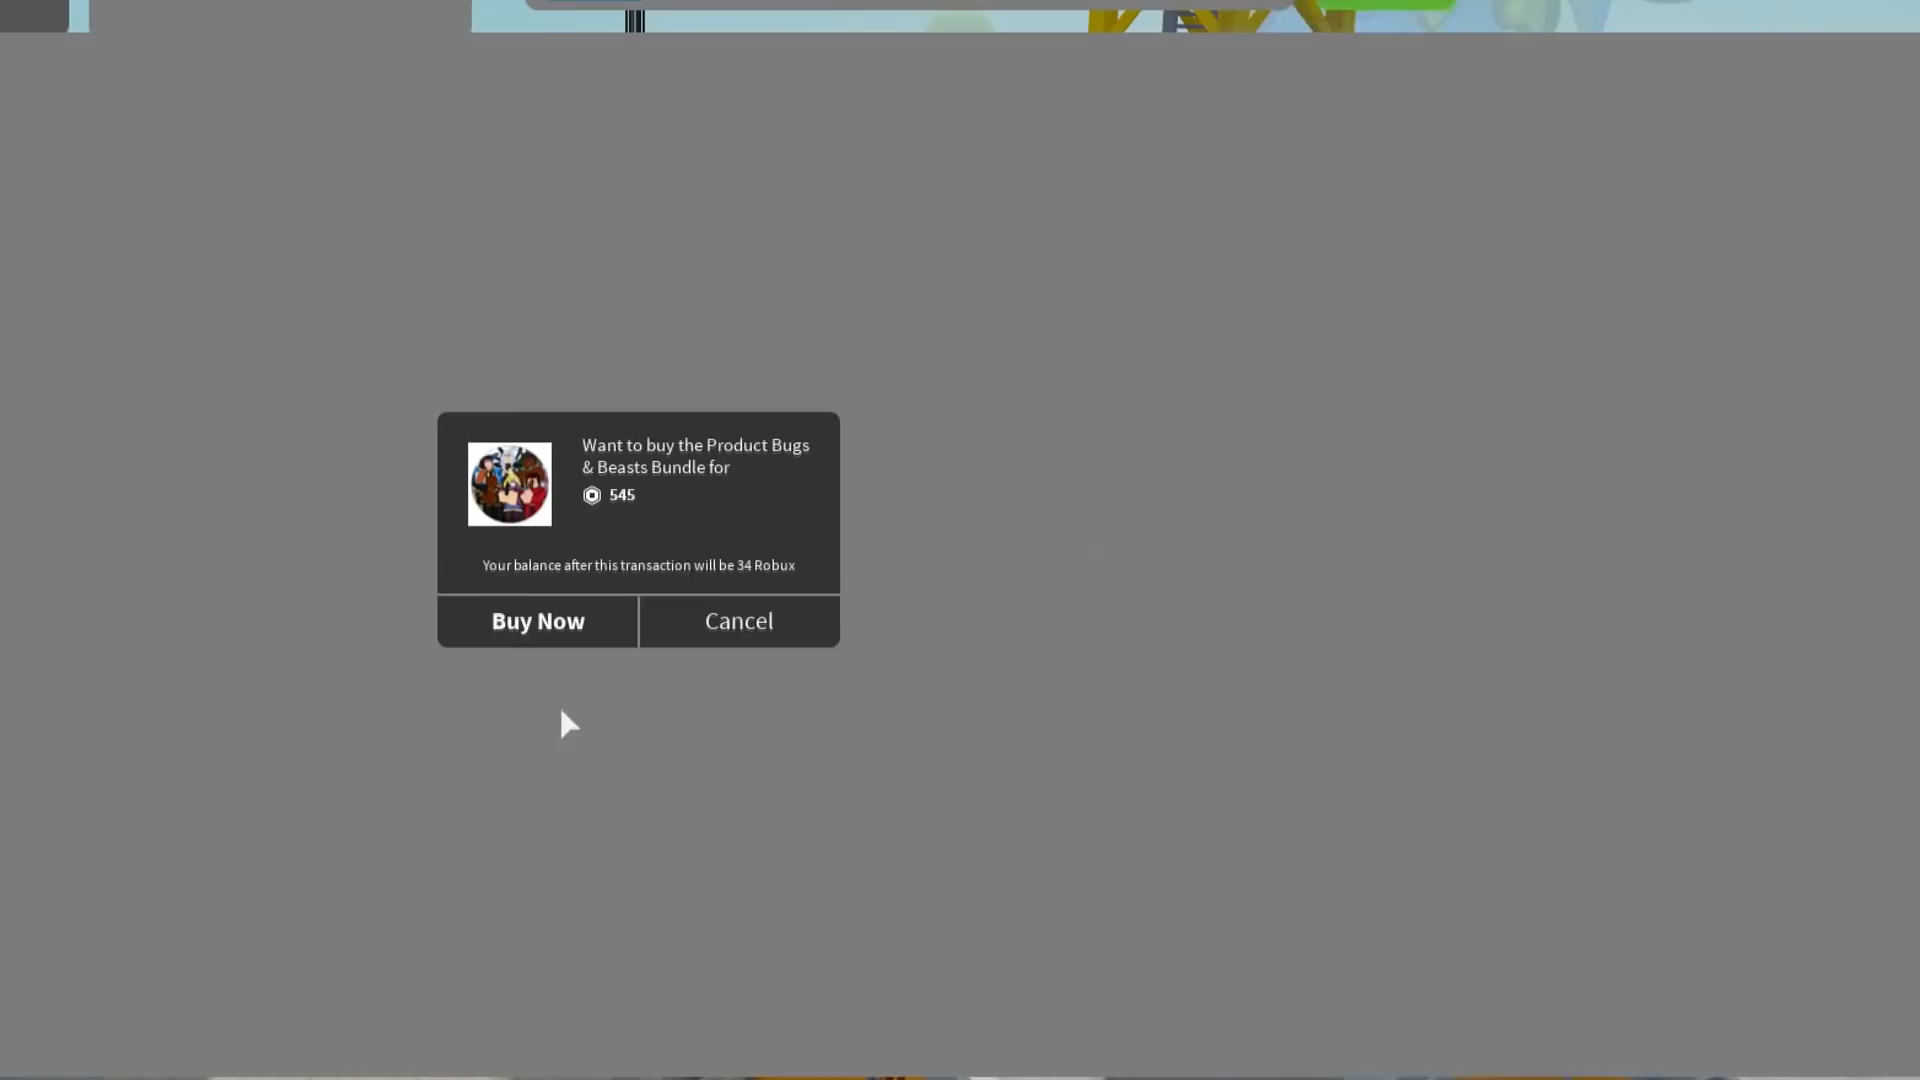 Want to buy the Product Bugs
& Beasts Bundle for
545
Your balance after this transaction will be 34 Robux
Buy Now
Cancel